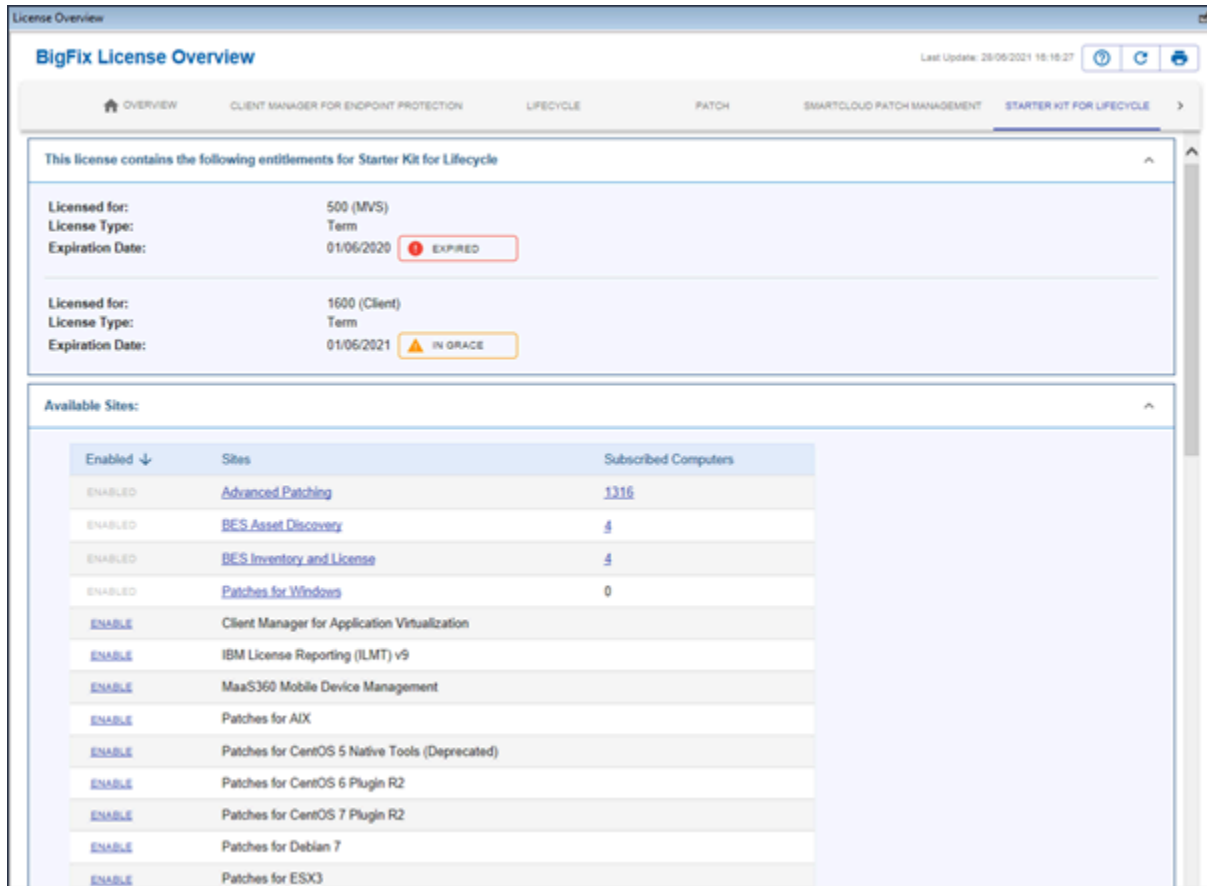 License Overview
BigFix License Overview
Last Update: 28/06/2021 16:16:27
OVERVIEW CLIENT MANAGER FOR ENDPOINT PROTECTION LIFECYCLE PATCH SMARTCLOUD PATCH MANAGEMENT STARTER KIT FOR LIFECYCLE
This license contains the following entitlements for Starter Kit for Lifecycle
Licensed for: 500 (MVS)
License Type: Term
Expiration Date: 01/06/2020 EXPIRED
Licensed for: 1600 (Client)
License Type: Term
Expiration Date: 01/06/2021 IN GRACE
Available Sites:
Enabled Sites Subscribed Computers
ENABLED Advanced Patching 1316
ENABLED BES Asset Discovery 4
ENABLED BES Inventory and License 4
ENABLED Patches for Windows 0
ENABLE Client Manager for Application Virtualization
ENABLE IBM License Reporting (ILMT) v9
ENABLE MaaS360 Mobile Device Management
ENABLE Patches for AIX
ENABLE Patches for CentOS 5 Native Tools (Deprecated)
ENABLE Patches for CentOS 6 Plugin R2
ENABLE Patches for CentOS 7 Plugin R2
ENABLE Patches for Debian 7
ENABLE Patches for ESX3